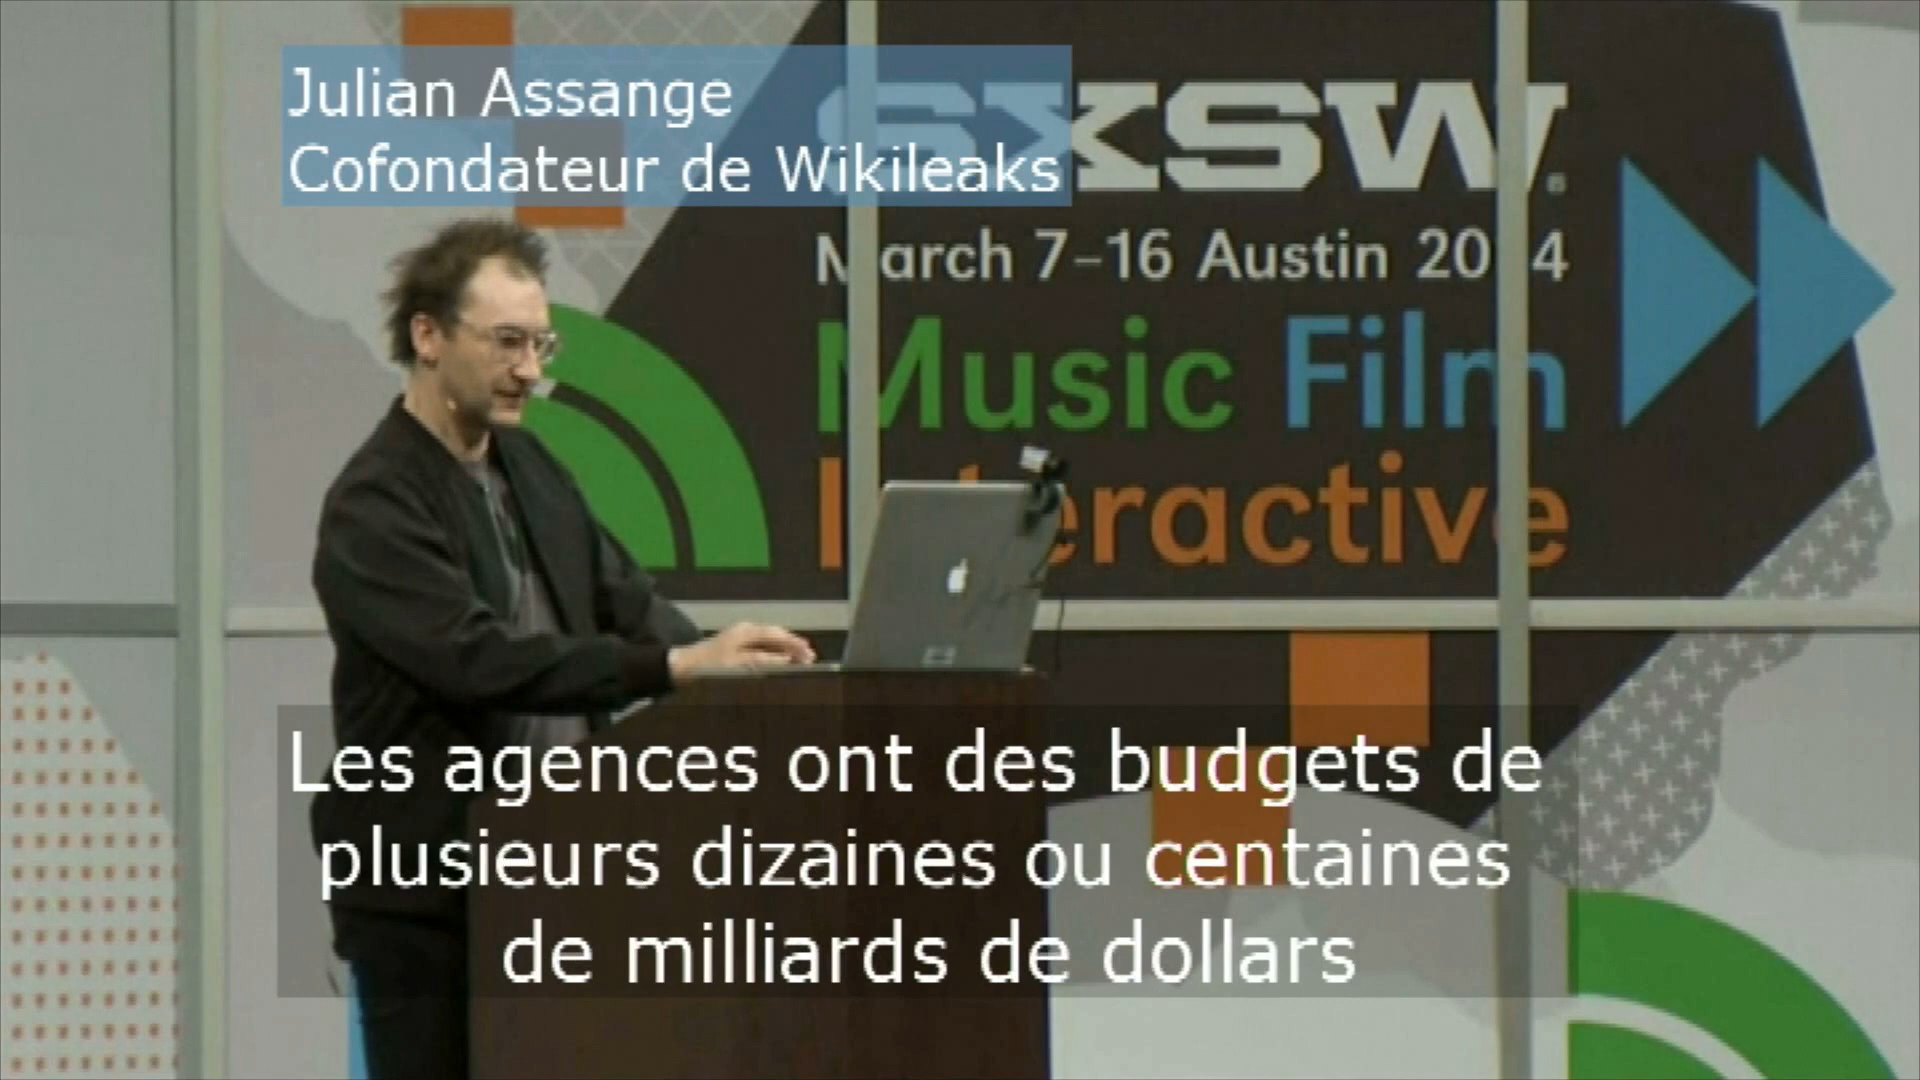 Julian Assange
Cofondateur de Wikileaks
SXSW.
March 7-16 Austin 2014
Music Film
Interactive
Les agences ont des budgets de
plusieurs dizaines ou centaines
de milliards de dollars